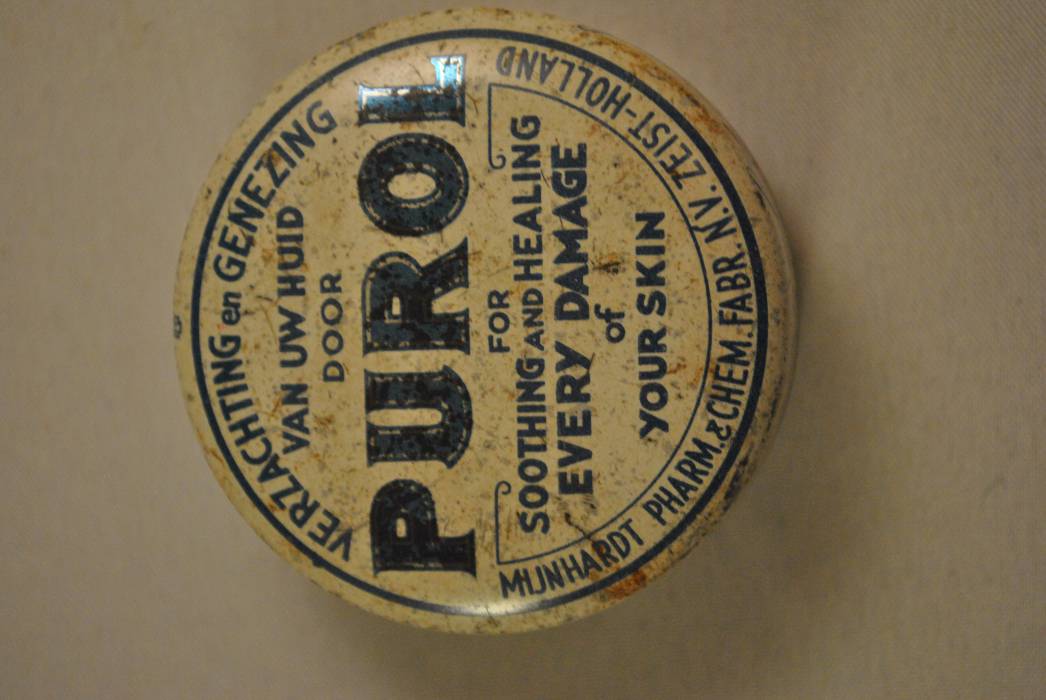 VERZACHTING en GENEZING
VAN UW HUID
DOOR
PUROL
FOR
SOOTHING AND HEALING
EVERY DAMAGE
of
YOUR SKIN
MIJNHARDT PHARM. & CHEM. FABR. N.V. ZEIST-HOLLAND